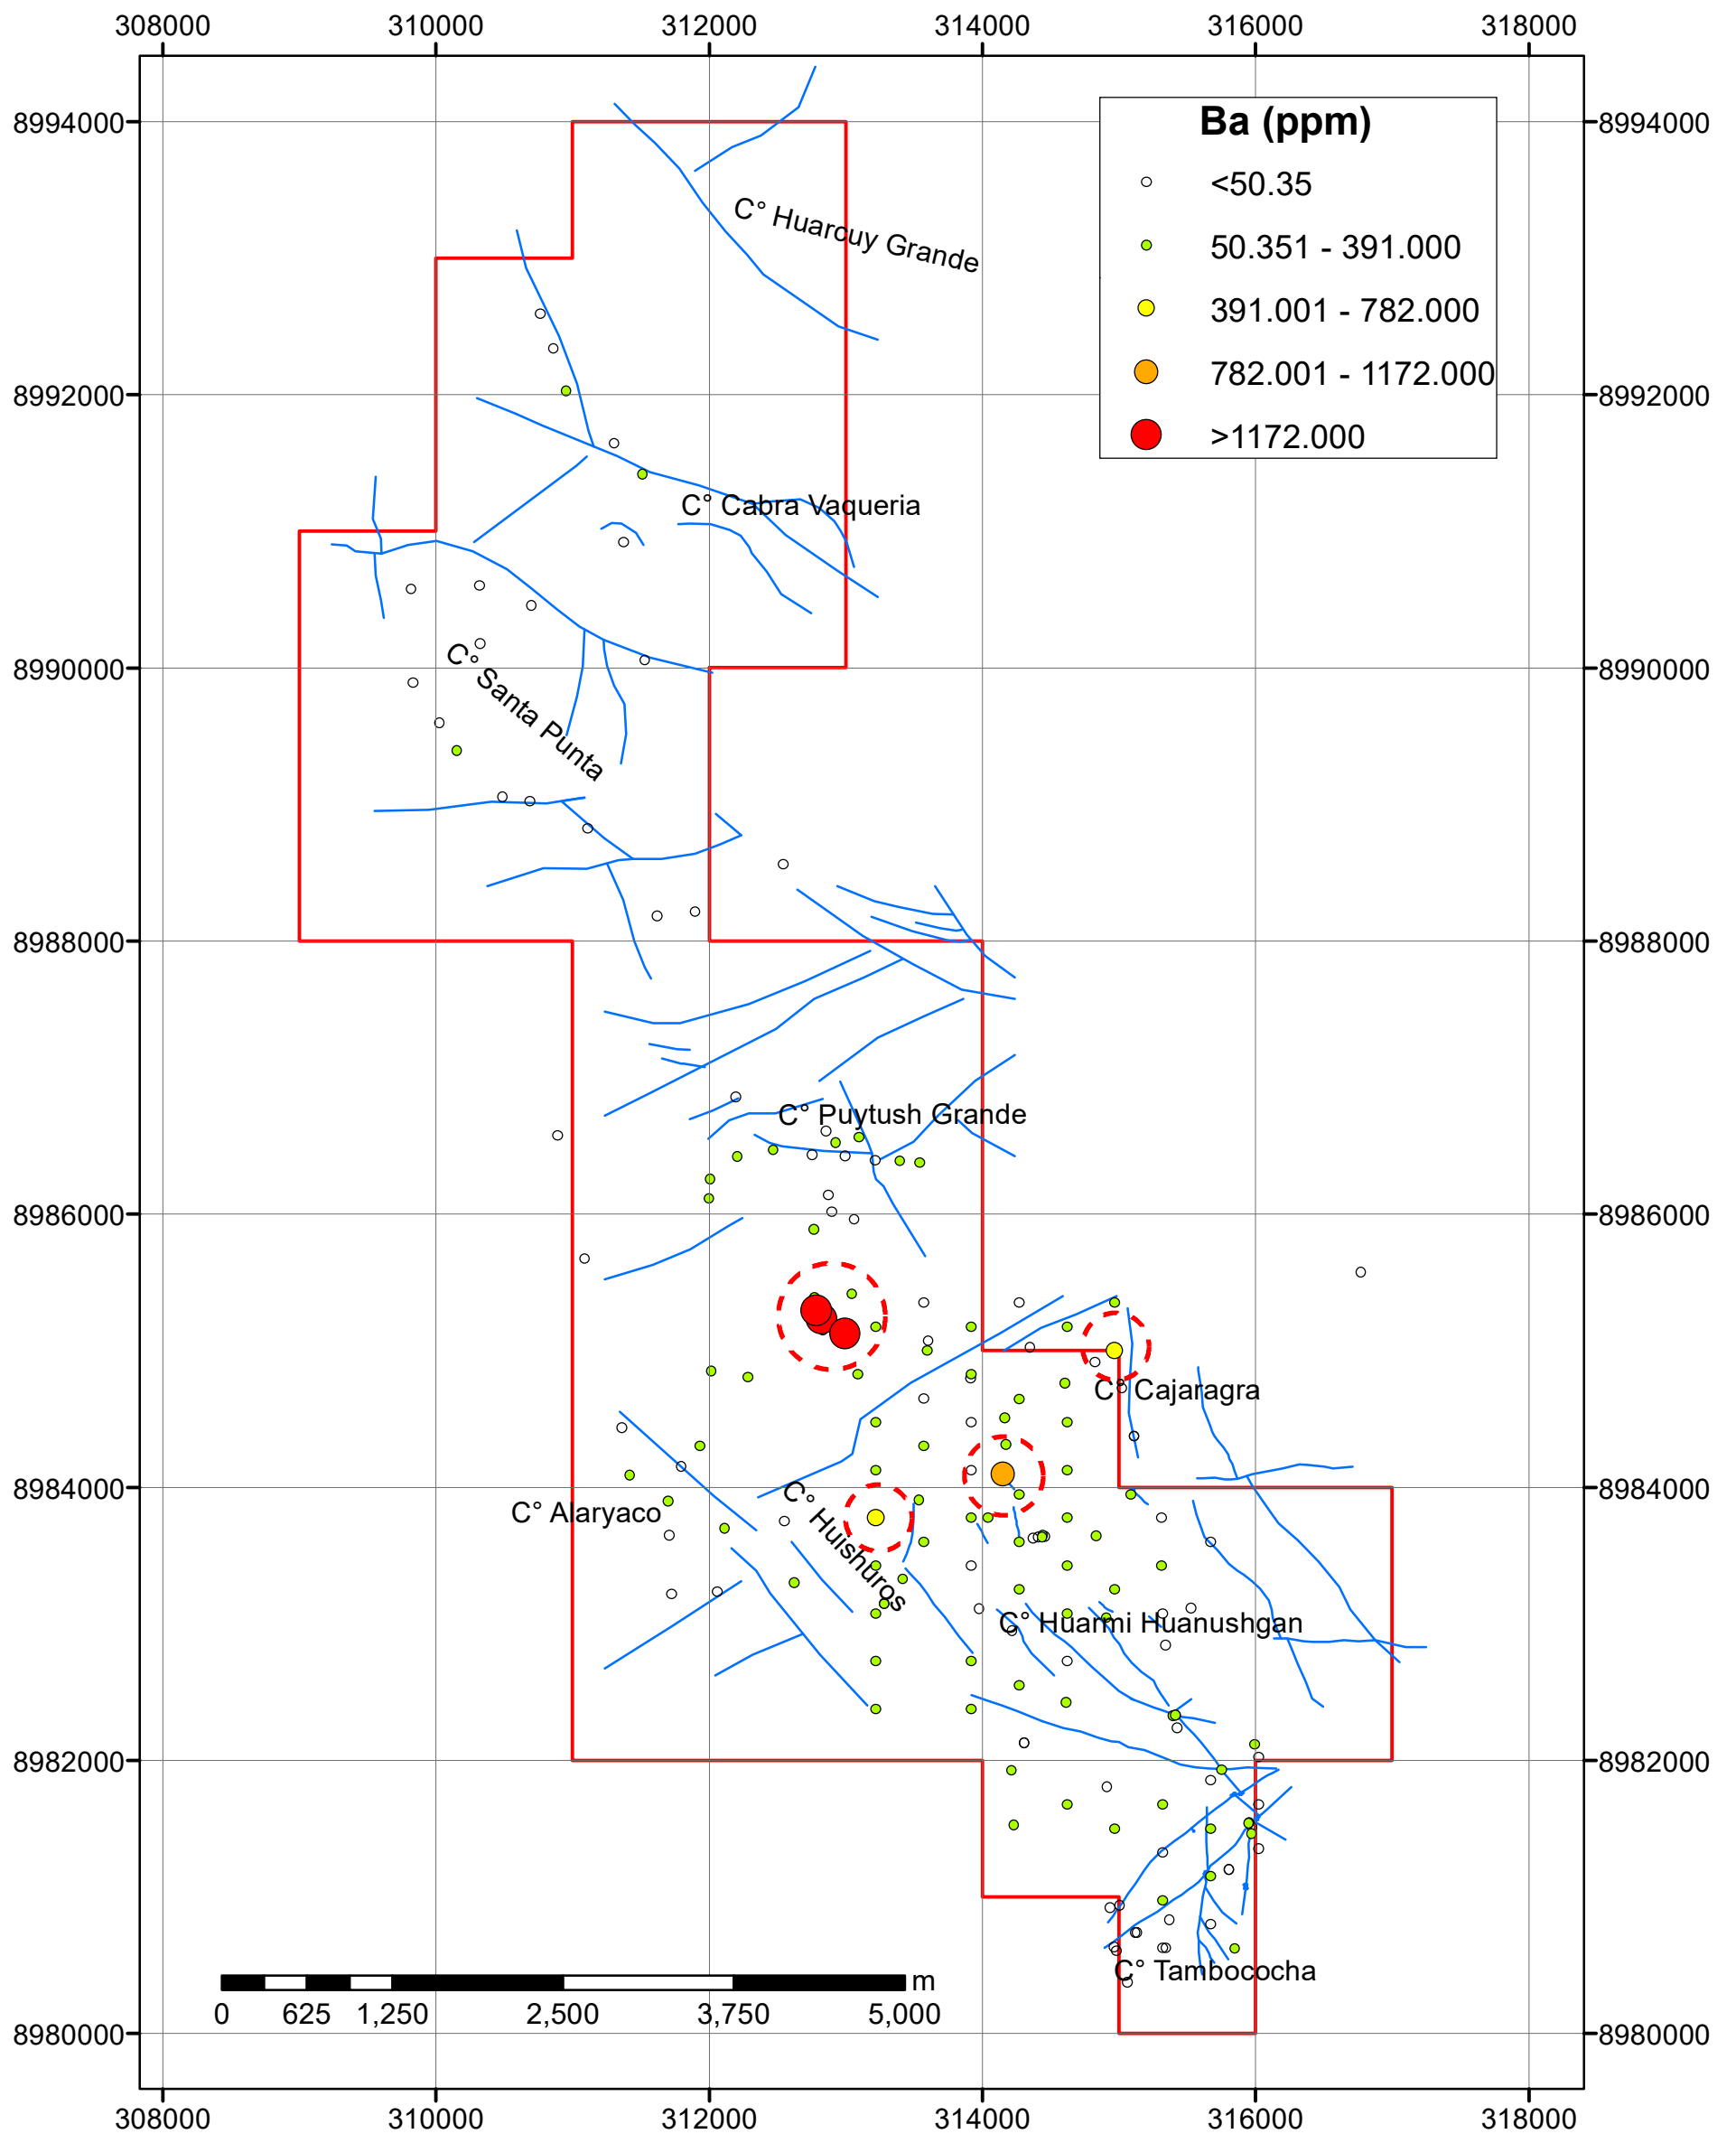 308000 310000 312000 314000 316000 318000
8994000 8994000
Ba (ppm)
<50.35
50.351 - 391.000
391.001 - 782.000
782.001 - 1172.000
>1172.000
C° Huarcuy Grande
8992000 8992000
C° Cabra Vaqueria
8990000 8990000
C° Santa Punta
8988000 8988000
C° Puytush Grande
8986000 8986000
C° Cajaragra
8984000 8984000
C° Alaryaco
C° Huishuros
C° Huarmi Huanushgan
8982000 8982000
C° Tambococha
m
0 625 1,250 2,500 3,750 5,000
8980000 8980000
308000 310000 312000 314000 316000 318000